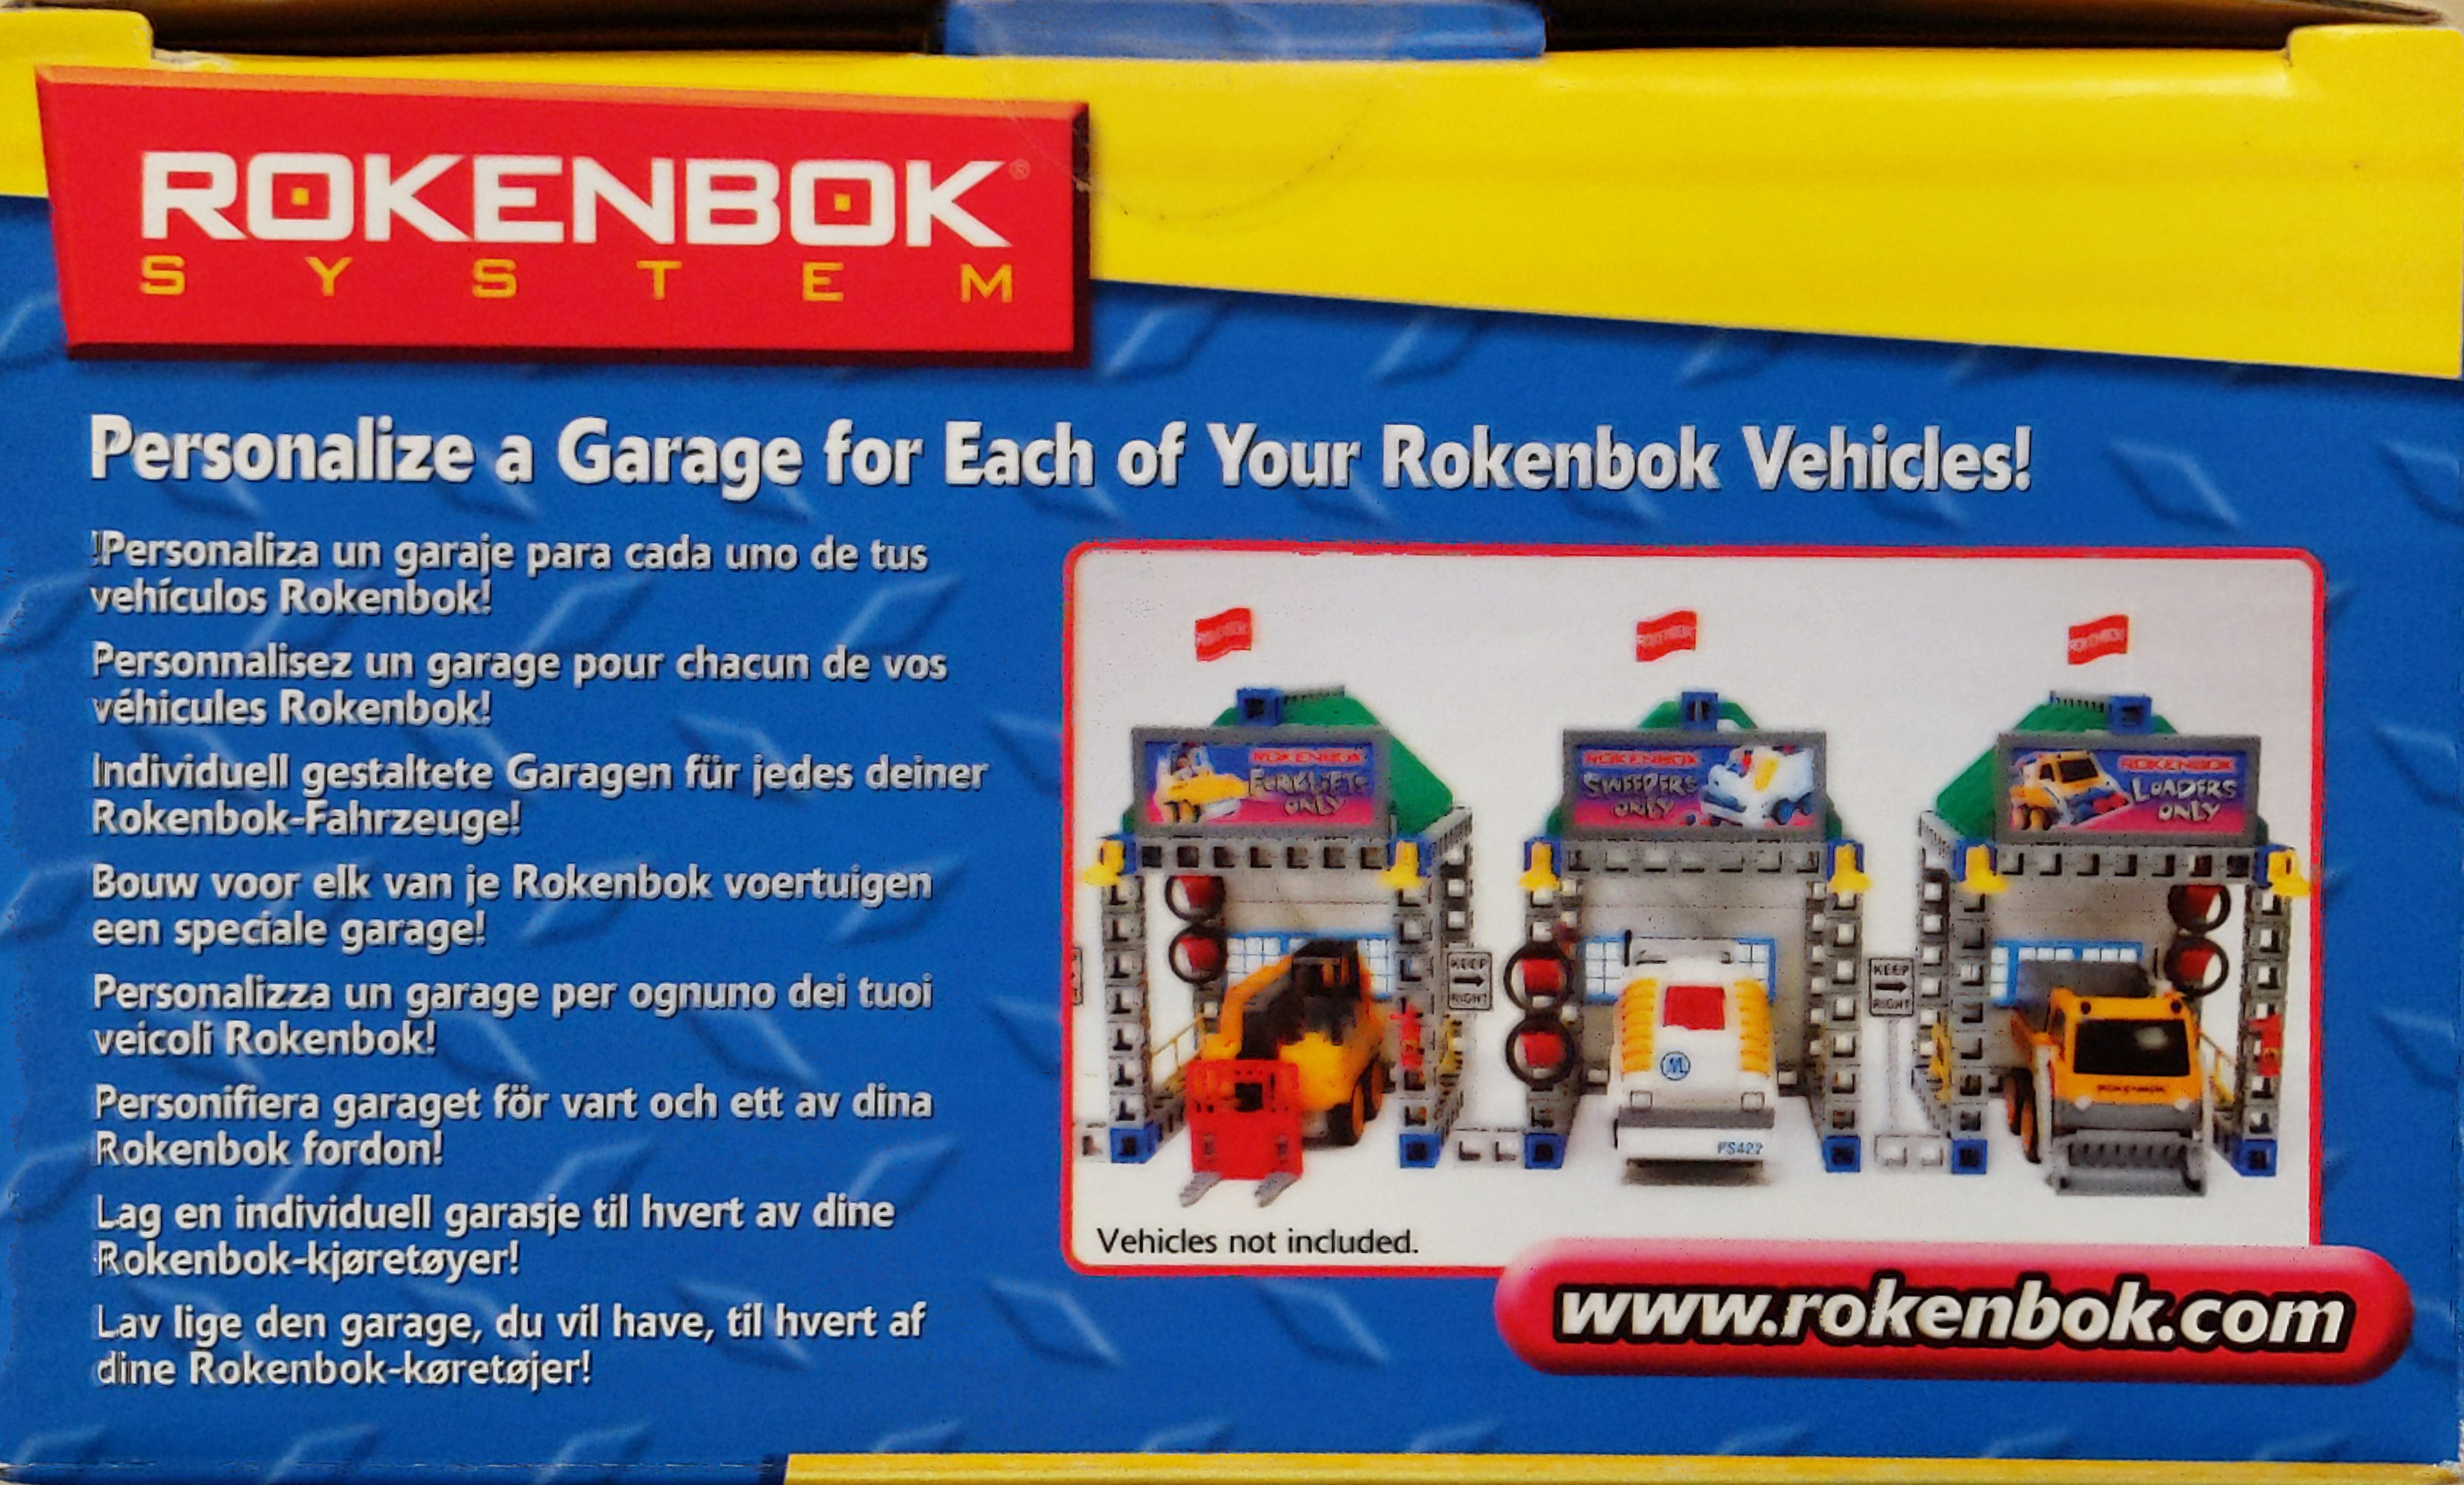 ROKENBOK®
SYSTEM
Personalize a Garage for Each of Your Rokenbok Vehicles!
!Personaliza un garaje para cada uno de tus
vehículos Rokenbok!
Personnalisez un garage pour chacun de vos
véhicules Rokenbok!
Individuell gestaltete Garagen für jedes deiner
Rokenbok-Fahrzeuge!
Bouw voor elk van je Rokenbok voertuigen
een speciale garage!
Personalizza un garage per ognuno dei tuoi
veicoli Rokenbok!
Personifiera garaget för vart och ett av dina
Rokenbok fordon!
Lag en individuell garasje til hvert av dine
Rokenbok-kjøretøyer!
Lav lige den garage, du vil have, til hvert af
dine Rokenbok-køretøjer!
ROKENBOK
ROKENBOK
ROKENBOK
ROKENBOK
FORKLIFTS
ONLY
ROKENBOK
SWEEPERS
ONLY
ROKENBOK
LOADERS
ONLY
KEEP
RIGHT
KEEP
RIGHT
PS422
ROKENBOK
Vehicles not included.
www.rokenbok.com